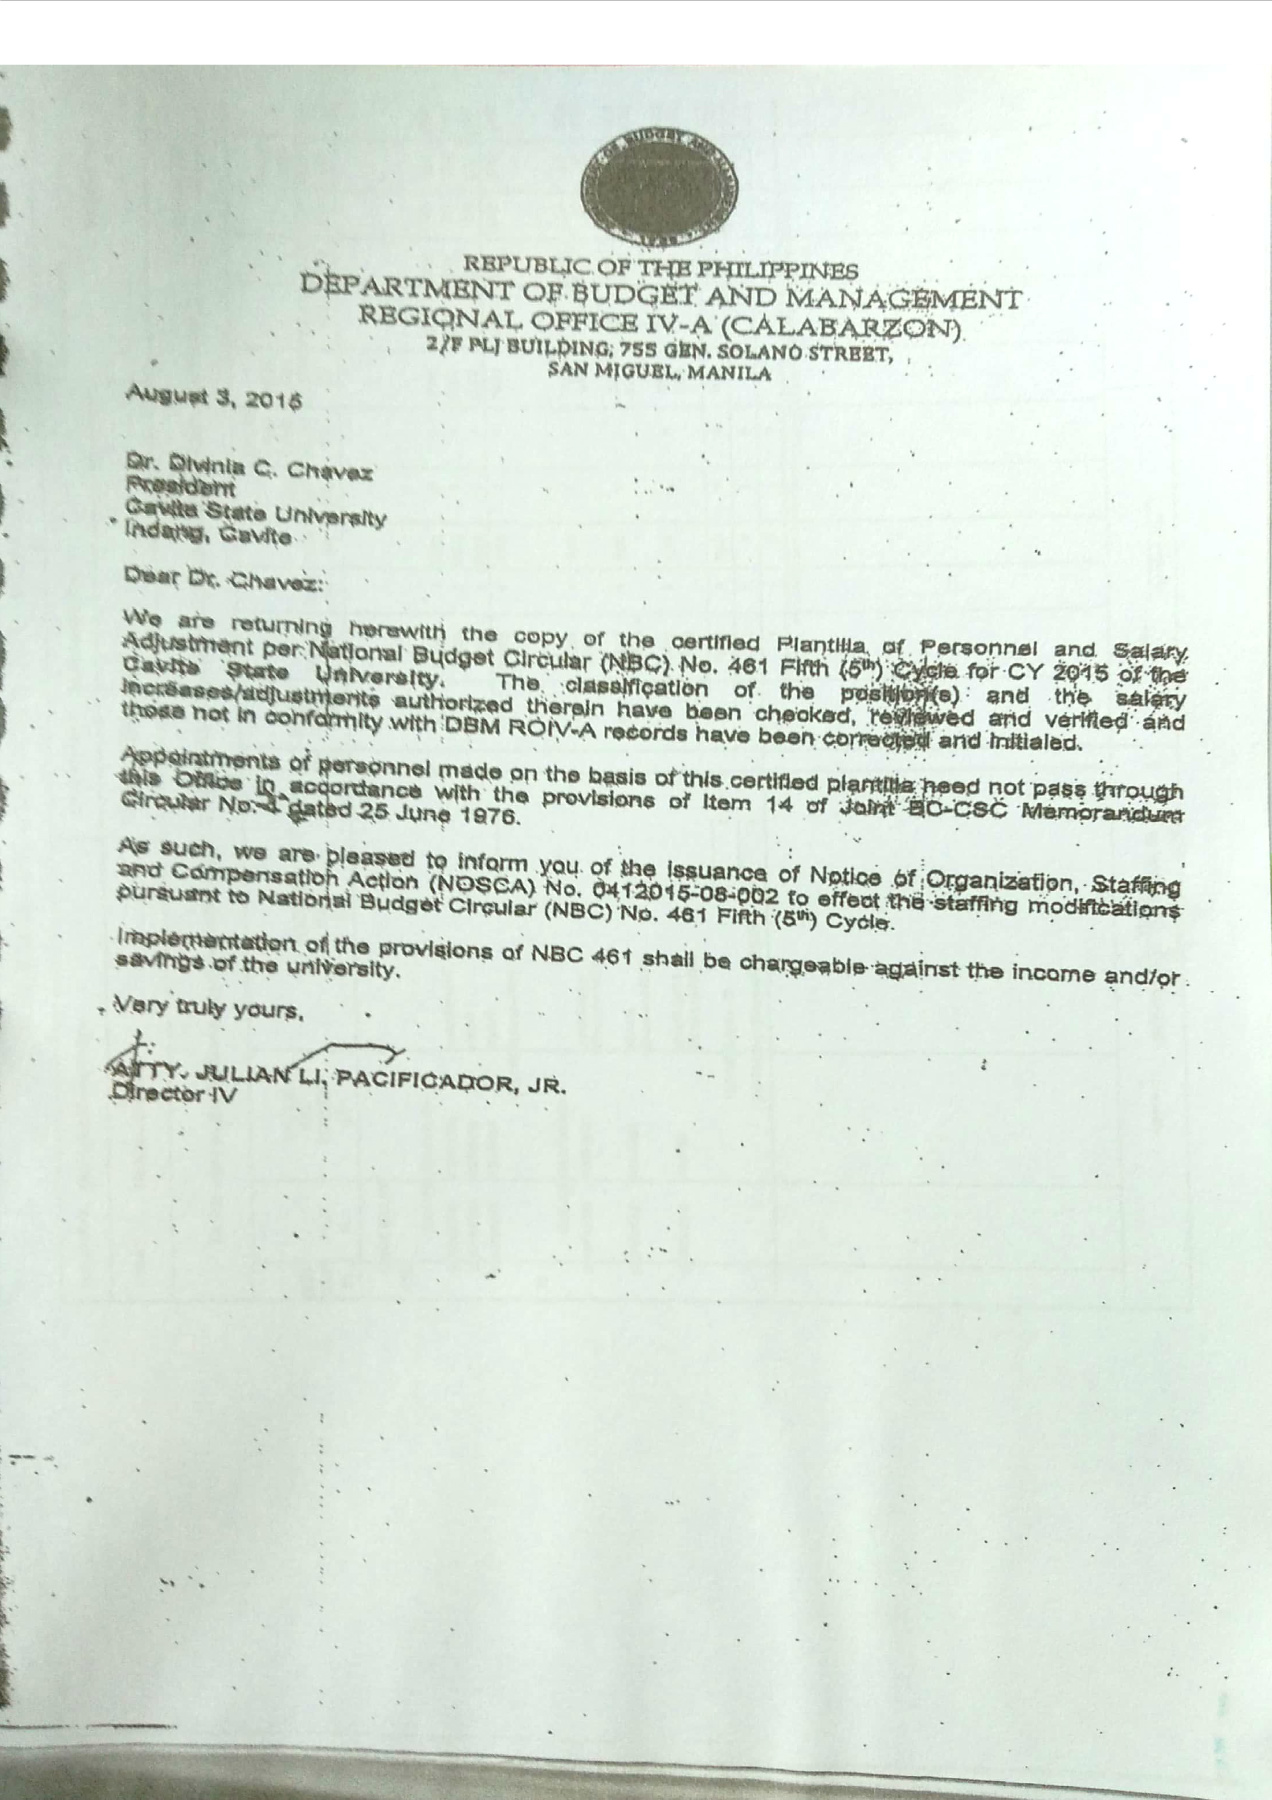 BUDGET AND
REPUBLIC OF THE PHILIPPINES
DEPARTMENT OF BUDGET AND MANAGEMENT
REGIONAL OFFICE IV-A (CALABARZON)
2/F PLJ BUILDING, 755 GEN. SOLANO STREET,
SAN MIGUEL, MANILA
August 3, 2015
Dr. Divinia C. Chavez
President
Cavite State University
Indang, Cavite
Dear Dr. Chavez:
We are returning herewith the copy of the certified Plantilla of Personnel and Salary
Adjustment per National Budget Circular (NBC) No. 461 Fifth (5th) Cycle for CY 2015 of the
Cavite State University. The classification of the position(s) and the salary
increases/adjustments authorized therein have been checked, reviewed and verified and
those not in conformity with DBM ROIV-A records have been corrected and initialed.
Appointments of personnel made on the basis of this certified plantilla need not pass through
this Office in accordance with the provisions of Item 14 of Joint BC-CSC Memorandum
Circular No. 4 dated 25 June 1976.
As such, we are pleased to inform you of the issuance of Notice of Organization, Staffing
and Compensation Action (NOSCA) No. 0412015-08-002 to effect the staffing modifications
pursuant to National Budget Circular (NBC) No. 461 Fifth (5th) Cycle.
Implementation of the provisions of NBC 461 shall be chargeable against the income and/or
savings of the university.
Very truly yours,
ATTY. JULIAN LI. PACIFICADOR, JR.
Director IV